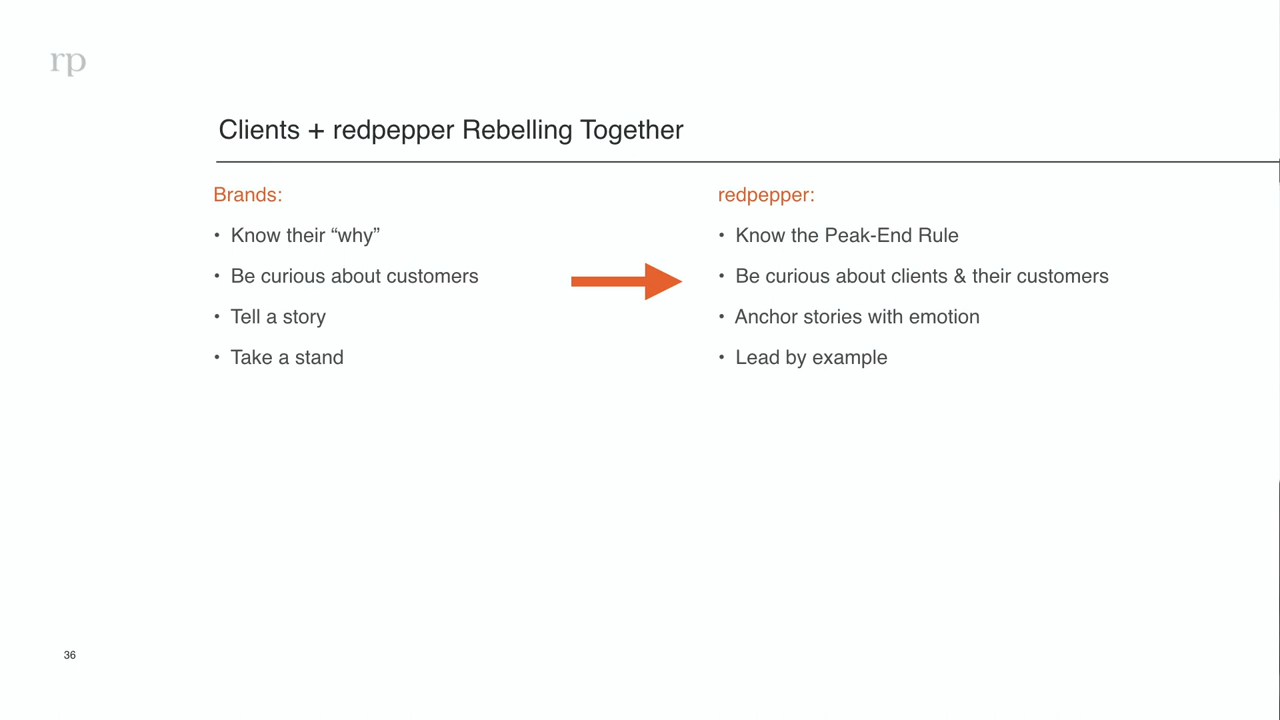 rp
Clients + redpepper Rebelling Together
Brands:
• Know their “why”
• Be curious about customers
• Tell a story
• Take a stand
redpepper:
• Know the Peak-End Rule
• Be curious about clients & their customers
• Anchor stories with emotion
• Lead by example
36